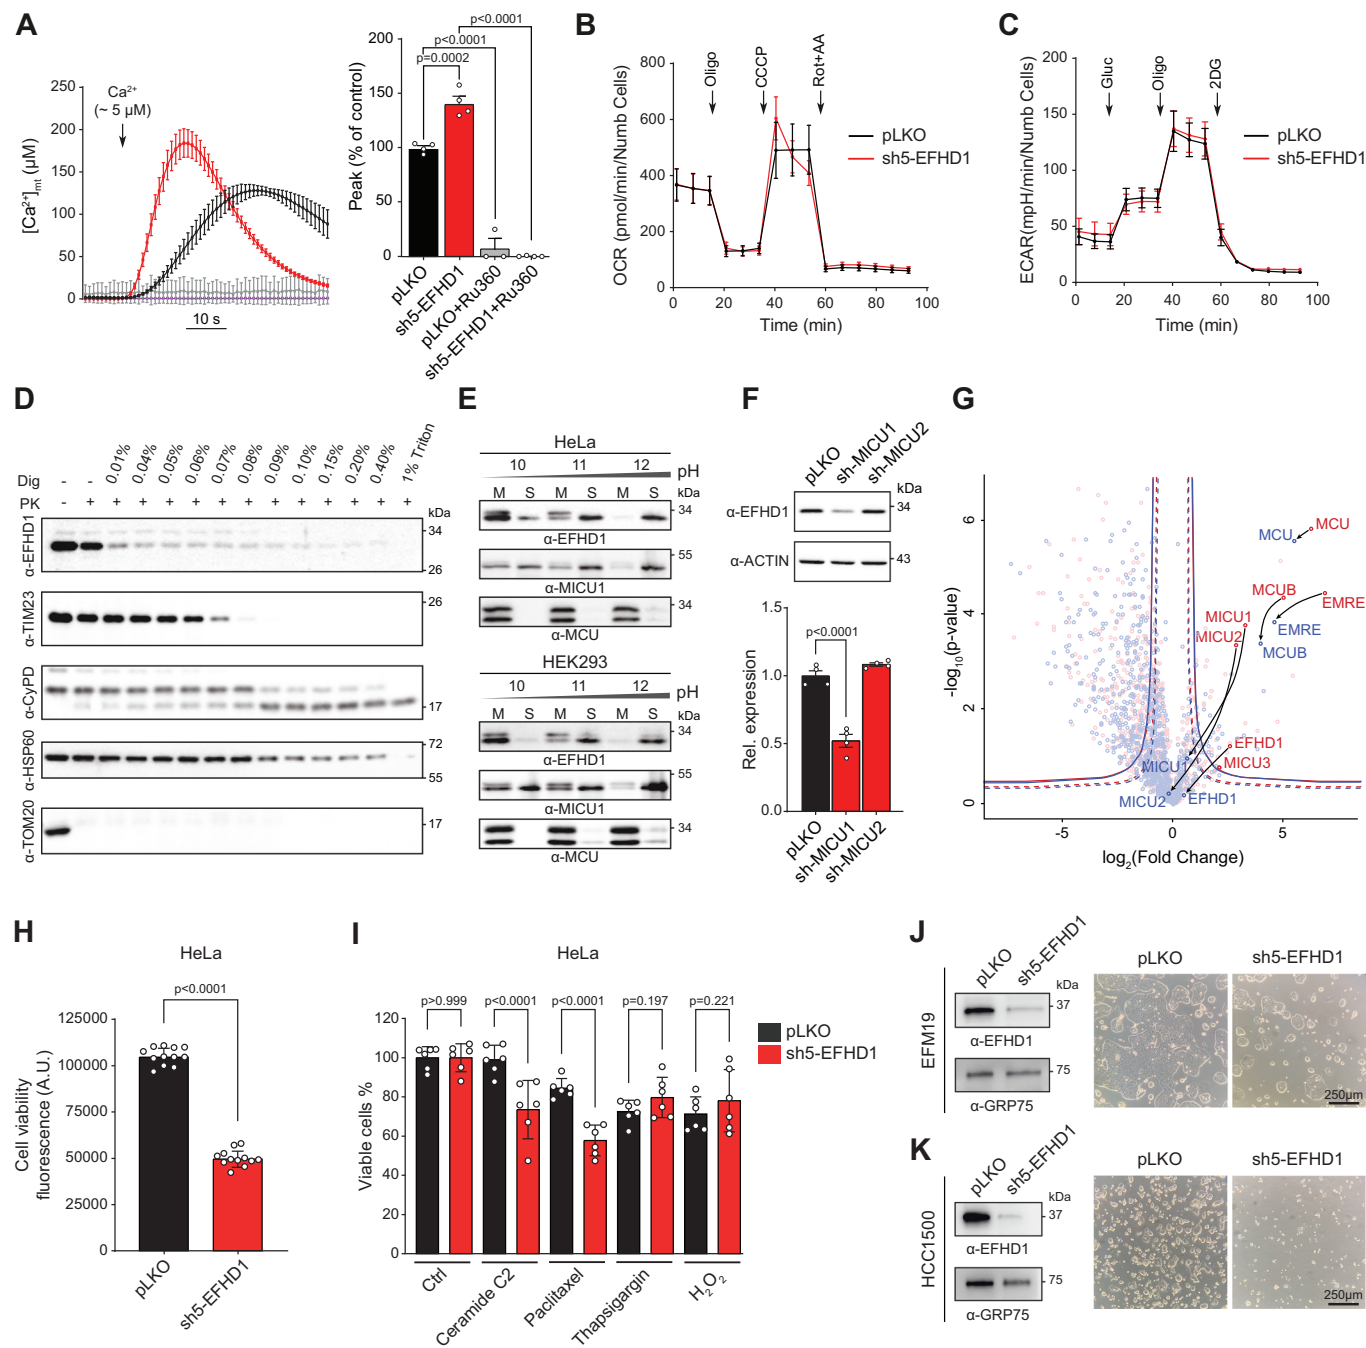 A
250
200
150
100
50
0
[Ca²⁺]mt (µM)
Ca²⁺
(~ 5 µM)
10 s
p<0.0001
p<0.0001
p=0.0002
200
150
100
50
0
Peak (% of control)
pLKO
sh5-EFHD1
pLKO+Ru360
sh5-EFHD1+Ru360
B
Oligo
CCCP
Rot+AA
800
600
400
200
0
OCR (pmol/min/Numb Cells)
0 20 40 60 80 100
Time (min)
pLKO
sh5-EFHD1
C
Gluc
Oligo
2DG
200
150
100
50
0
ECAR(mpH/min/Numb Cells)
0 20 40 60 80 100
Time (min)
pLKO
sh5-EFHD1
D
Dig - - 0.01% 0.04% 0.05% 0.06% 0.07% 0.08% 0.09% 0.10% 0.15% 0.20% 0.40% 1% Triton
PK - + + + + + + + + + + + + +
kDa
α-EFHD1
34
26
α-TIM23
26
α-CyPD
17
α-HSP60
72
55
α-TOM20
17
E
HeLa
10 11 12 pH
M S M S M S kDa
34
α-EFHD1
55
α-MICU1
34
α-MCU
HEK293
10 11 12 pH
M S M S M S kDa
34
α-EFHD1
55
α-MICU1
34
α-MCU
F
pLKO
sh-MICU1
sh-MICU2
kDa
α-EFHD1
34
α-ACTIN
43
1.5
1.0
0.5
0.0
Rel. expression
p<0.0001
pLKO
sh-MICU1
sh-MICU2
G
6
4
2
0
-log₁₀(p-value)
-5 0 5
log₂(Fold Change)
MCU
MCU
MCUB
EMRE
MICU1
MICU2
EMRE
MCUB
EFHD1
MICU3
MICU1
MICU2
EFHD1
H
HeLa
p<0.0001
125000
100000
75000
50000
25000
0
Cell viability
fluorescence (A.U.)
pLKO
sh5-EFHD1
I
HeLa
p>0.999 p<0.0001 p<0.0001 p=0.197 p=0.221
pLKO
sh5-EFHD1
120
100
80
60
40
20
0
Viable cells %
Ctrl
Ceramide C2
Paclitaxel
Thapsigargin
H₂O₂
J
EFM19
pLKO
sh5-EFHD1
kDa
37
α-EFHD1
75
α-GRP75
pLKO
sh5-EFHD1
250µm
K
HCC1500
pLKO
sh5-EFHD1
kDa
37
α-EFHD1
75
α-GRP75
pLKO
sh5-EFHD1
250µm